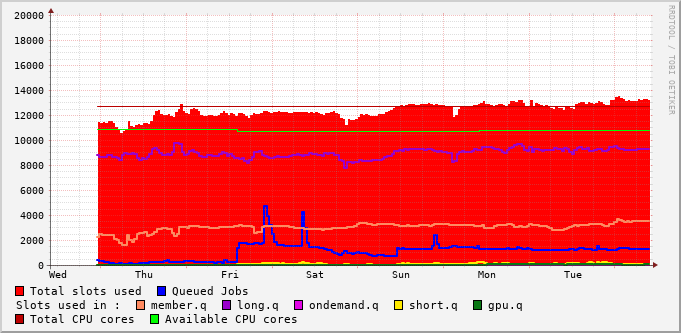 RRDTOOL / TOBI OETIKER
20000
18000
16000
14000
12000
10000
8000
6000
4000
2000
0
Wed Thu Fri Sat Sun Mon Tue
Total slots used Queued Jobs
Slots used in : member.q long.q ondemand.q short.q gpu.q
Total CPU cores Available CPU cores